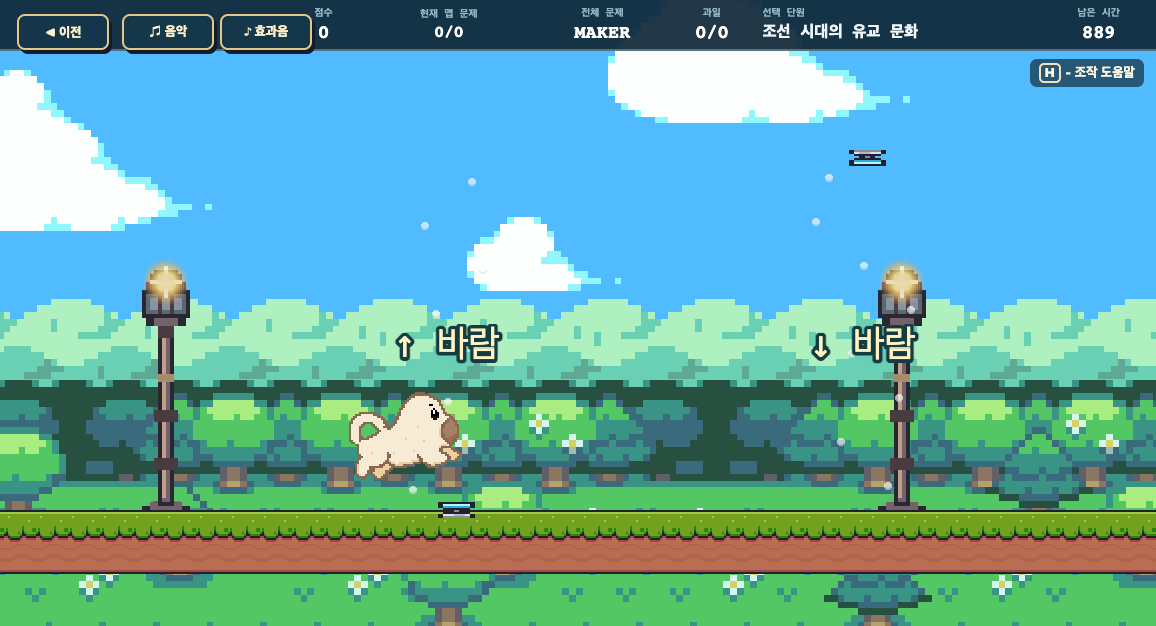 ◀ 이전
♫ 음악
♪ 효과음
점수
0
현재 맵 문제
0/0
전체 문제
MAKER
과일
0/0
선택 단원
조선 시대의 유교 문화
남은 시간
889
H - 조작 도움말
↑ 바람
↓ 바람